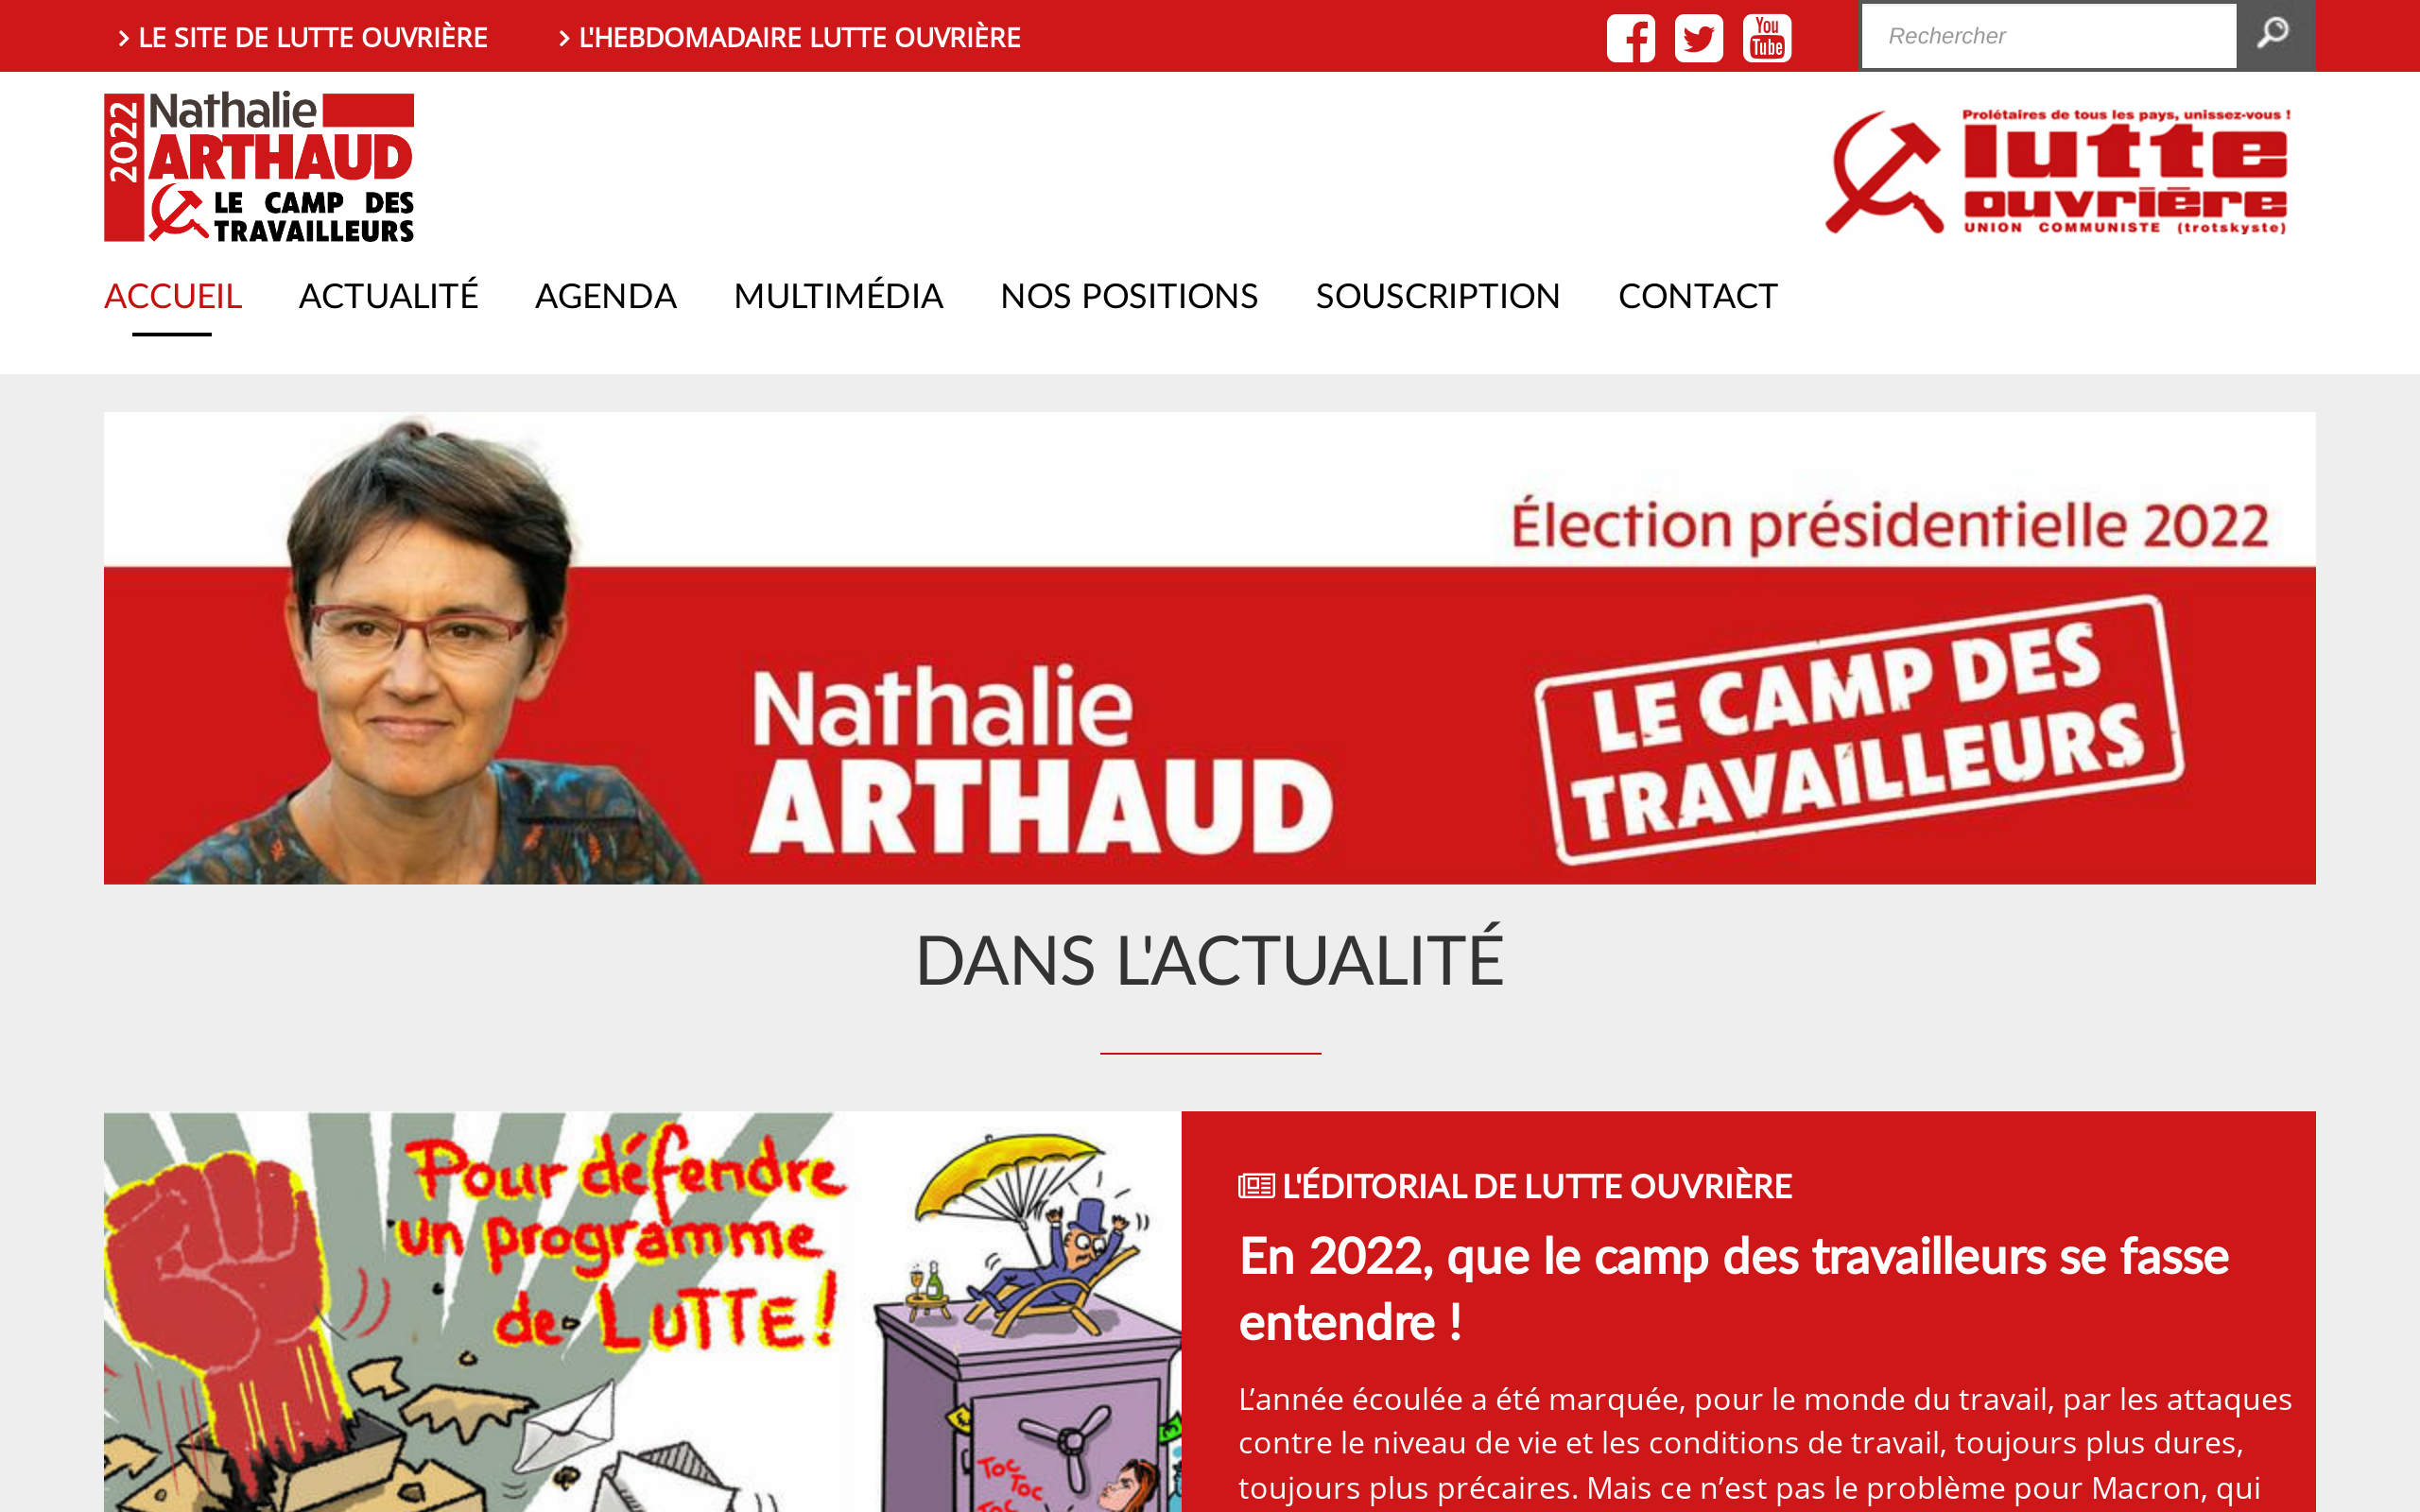 LE SITE DE LUTTE OUVRIÈRE
L'HEBDOMADAIRE LUTTE OUVRIÈRE
You
Tube
Rechercher
2022
Nathalie
ARTHAUD
LE CAMP DES
TRAVAILLEURS
Prolétaires de tous les pays, unissez-vous !
lutte
ouvrière
UNION COMMUNISTE (trotskyste)
ACCUEIL
ACTUALITÉ
AGENDA
MULTIMÉDIA
NOS POSITIONS
SOUSCRIPTION
CONTACT
Élection présidentielle 2022
Nathalie
ARTHAUD
LE CAMP DES
TRAVAILLEURS
DANS L'ACTUALITÉ
Pour défendre
un programme
de LUTTE!
TOC
TOC
TOC
L'ÉDITORIAL DE LUTTE OUVRIÈRE
En 2022, que le camp des travailleurs se fasse
entendre !
L’année écoulée a été marquée, pour le monde du travail, par les attaques
contre le niveau de vie et les conditions de travail, toujours plus dures,
toujours plus précaires. Mais ce n’est pas le problème pour Macron, qui